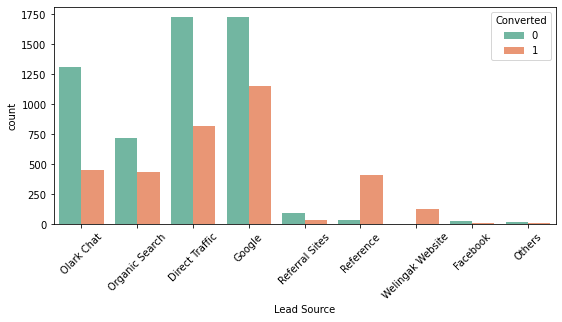 1750
1500
1250
1000
750
500
250
0
count
Converted
0
1
Olark Chat
Organic Search
Direct Traffic
Google
Referral Sites
Reference
Welingak Website
Facebook
Others
Lead Source